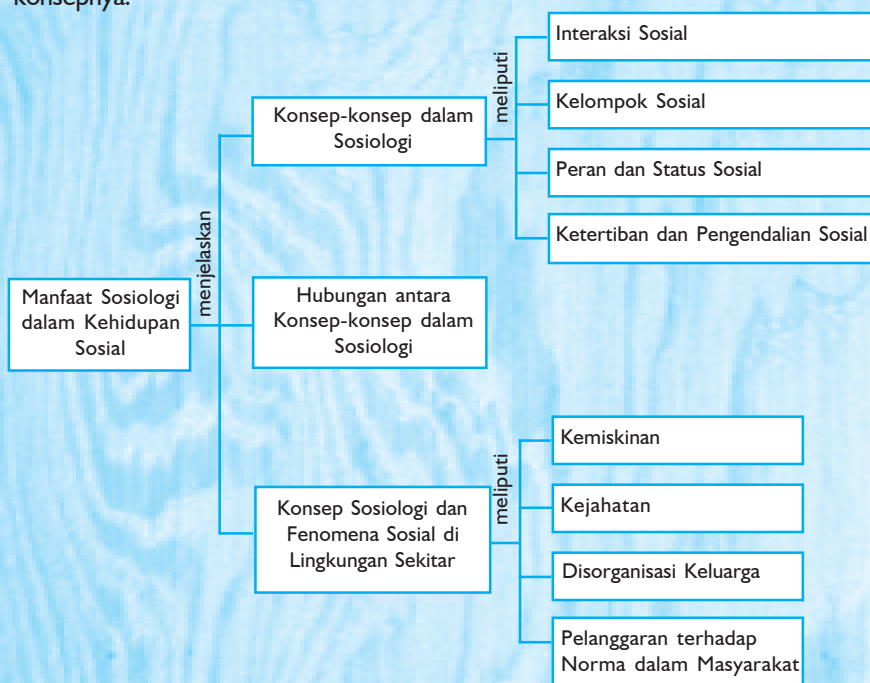 konsepnya.
Manfaat Sosiologi
dalam Kehidupan
Sosial
menjelaskan
Konsep-konsep dalam
Sosiologi
meliputi
Interaksi Sosial
Kelompok Sosial
Peran dan Status Sosial
Ketertiban dan Pengendalian Sosial
Hubungan antara
Konsep-konsep dalam
Sosiologi
Konsep Sosiologi dan
Fenomena Sosial di
Lingkungan Sekitar
meliputi
Kemiskinan
Kejahatan
Disorganisasi Keluarga
Pelanggaran terhadap
Norma dalam Masyarakat